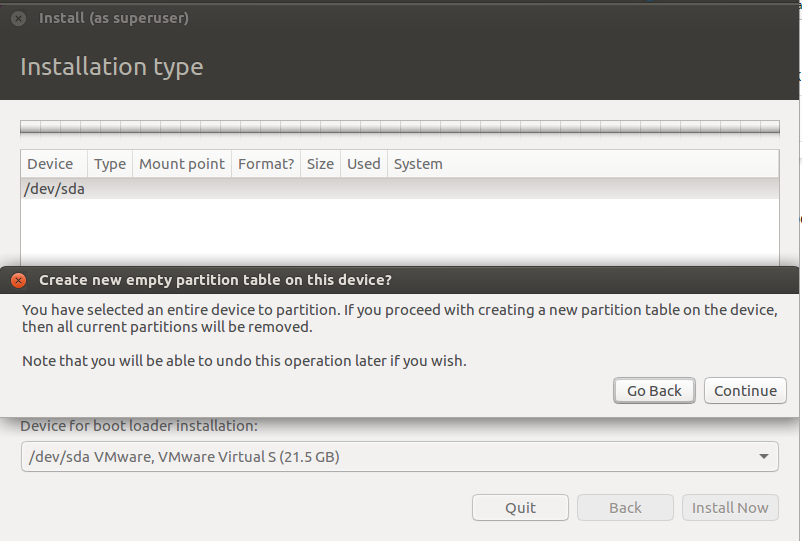 Install (as superuser)
Installation type
Device Type Mount point Format? Size Used System
/dev/sda
Create new empty partition table on this device?
You have selected an entire device to partition. If you proceed with creating a new partition table on the device,
then all current partitions will be removed.
Note that you will be able to undo this operation later if you wish.
Go Back Continue
Device for boot loader installation:
/dev/sda VMware, VMware Virtual S (21.5 GB)
Quit Back Install Now